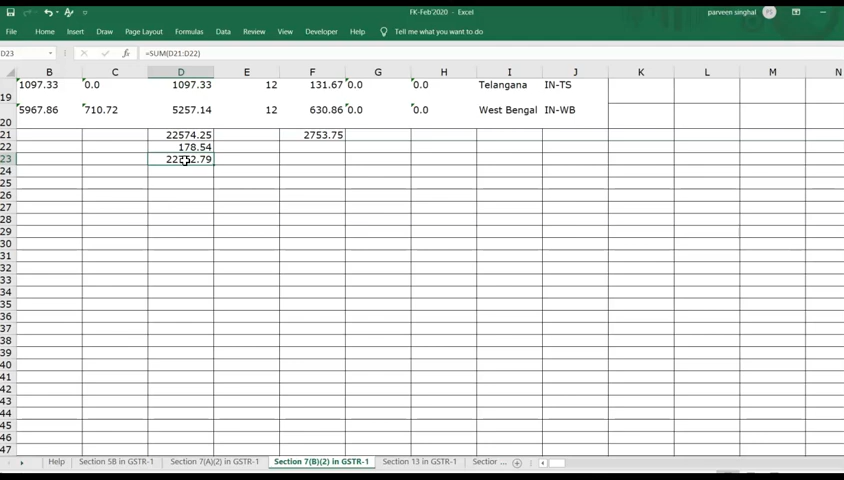 FK-Feb'2020 - Excel
parveen singhal
PS
File Home Insert Draw Page Layout Formulas Data Review View Developer Help Tell me what you want to do
D23 fx =SUM(D21:D22)
B C D E F G H I J K L M N
19 1097.33 0.0 1097.33 12 131.67 0.0 0.0 Telangana IN-TS
20 5967.86 710.72 5257.14 12 630.86 0.0 0.0 West Bengal IN-WB
21 22574.25 2753.75
22 178.54
23
24
25
26
27
28
29
30
31
32
33
34
35
36
37
38
39
40
41
42
43
44
45
46
47
Help Section 5B in GSTR-1 Section 7(A)(2) in GSTR-1 Section 7(B)(2) in GSTR-1 Section 13 in GSTR-1 Section ...